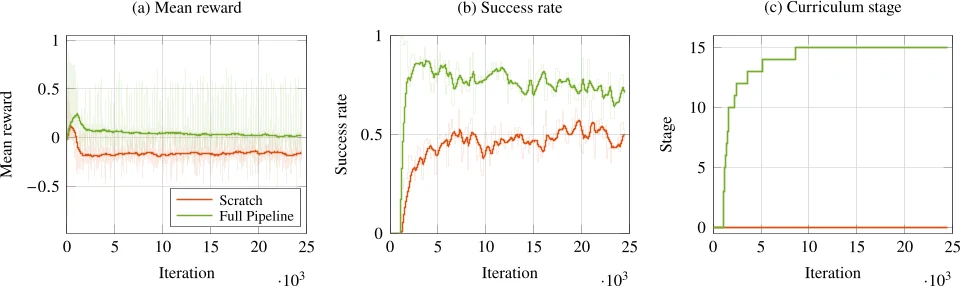 (a) Mean reward
1
0.5
0
−0.5
Mean reward
Scratch
Full Pipeline
0 5 10 15 20 25
Iteration
·10³
(b) Success rate
1
0.5
0
Success rate
0 5 10 15 20 25
Iteration
·10³
(c) Curriculum stage
15
10
5
0
Stage
0 5 10 15 20 25
Iteration
·10³